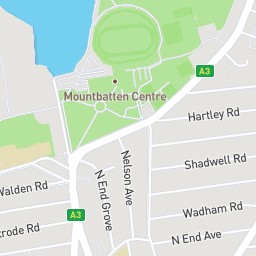 A3
Mountbatten Centre
Hartley Rd
Nelson Ave
Shadwell Rd
Walden Rd
N End Grove
A3
Wadham Rd
trode Rd
N End Ave